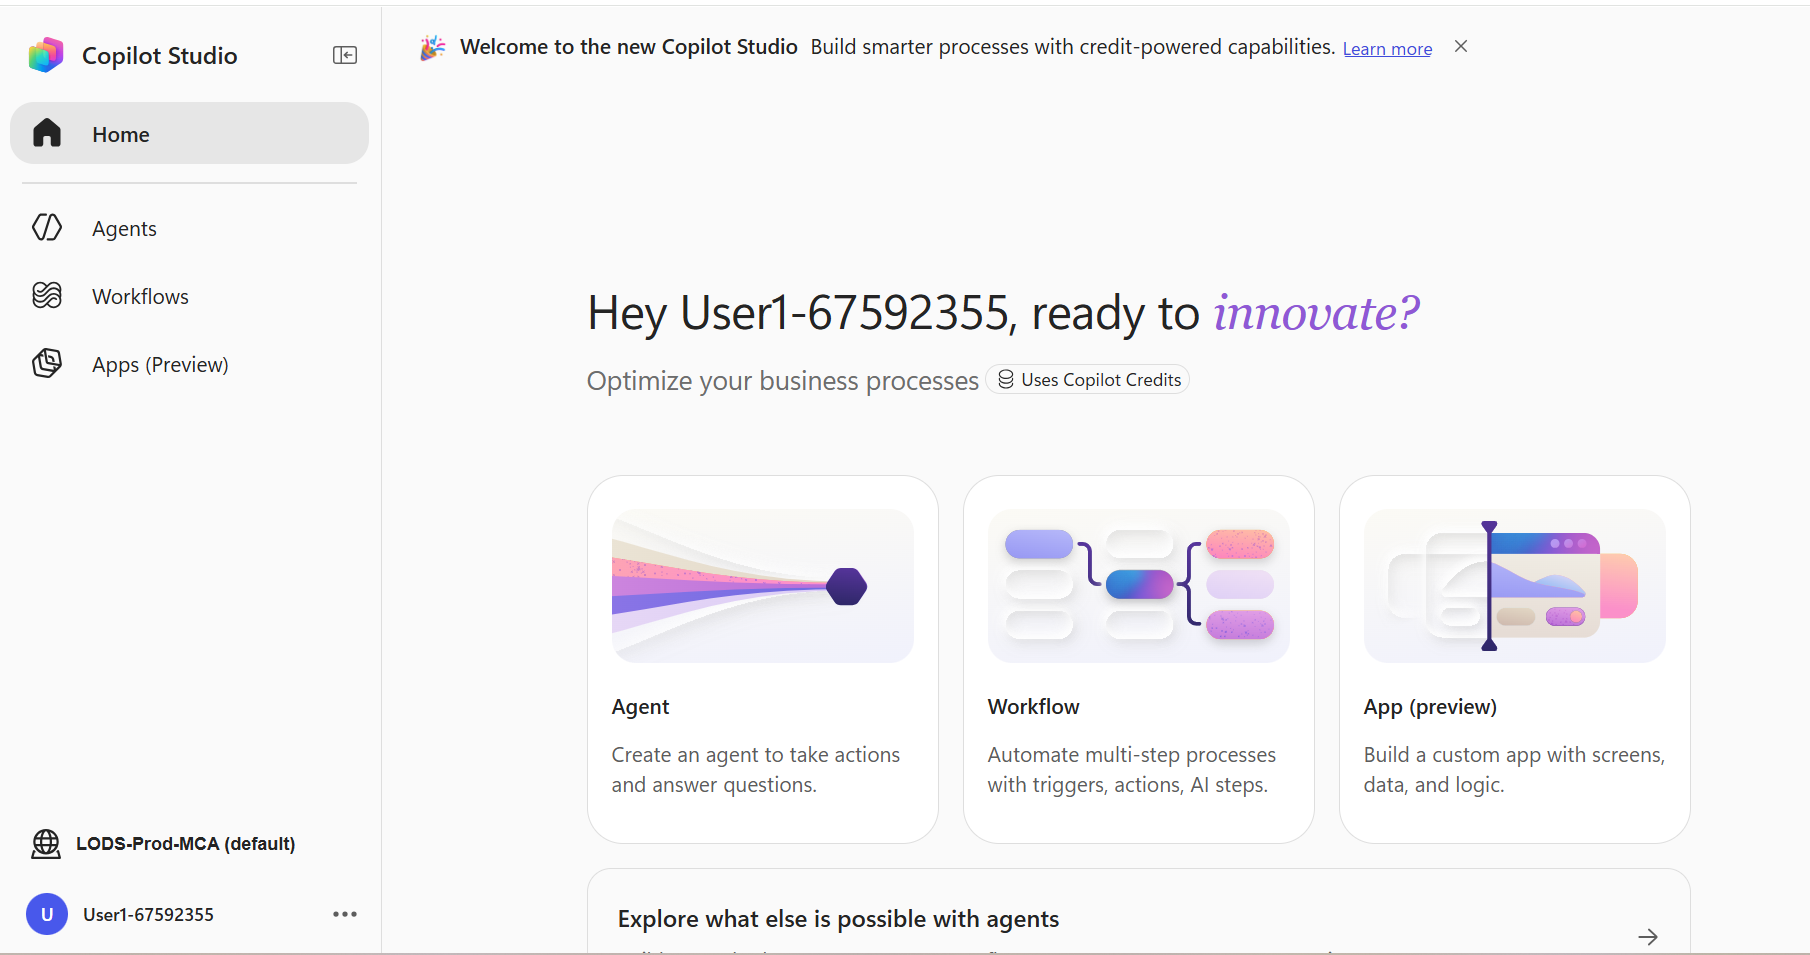 Copilot Studio
Home
Agents
Workflows
Apps (Preview)
LODS-Prod-MCA (default)
U
User1-67592355
Welcome to the new Copilot Studio Build smarter processes with credit-powered capabilities. Learn more
Hey User1-67592355, ready to innovate?
Optimize your business processes Uses Copilot Credits
Agent
Create an agent to take actions
and answer questions.
Workflow
Automate multi-step processes
with triggers, actions, AI steps.
App (preview)
Build a custom app with screens,
data, and logic.
Explore what else is possible with agents